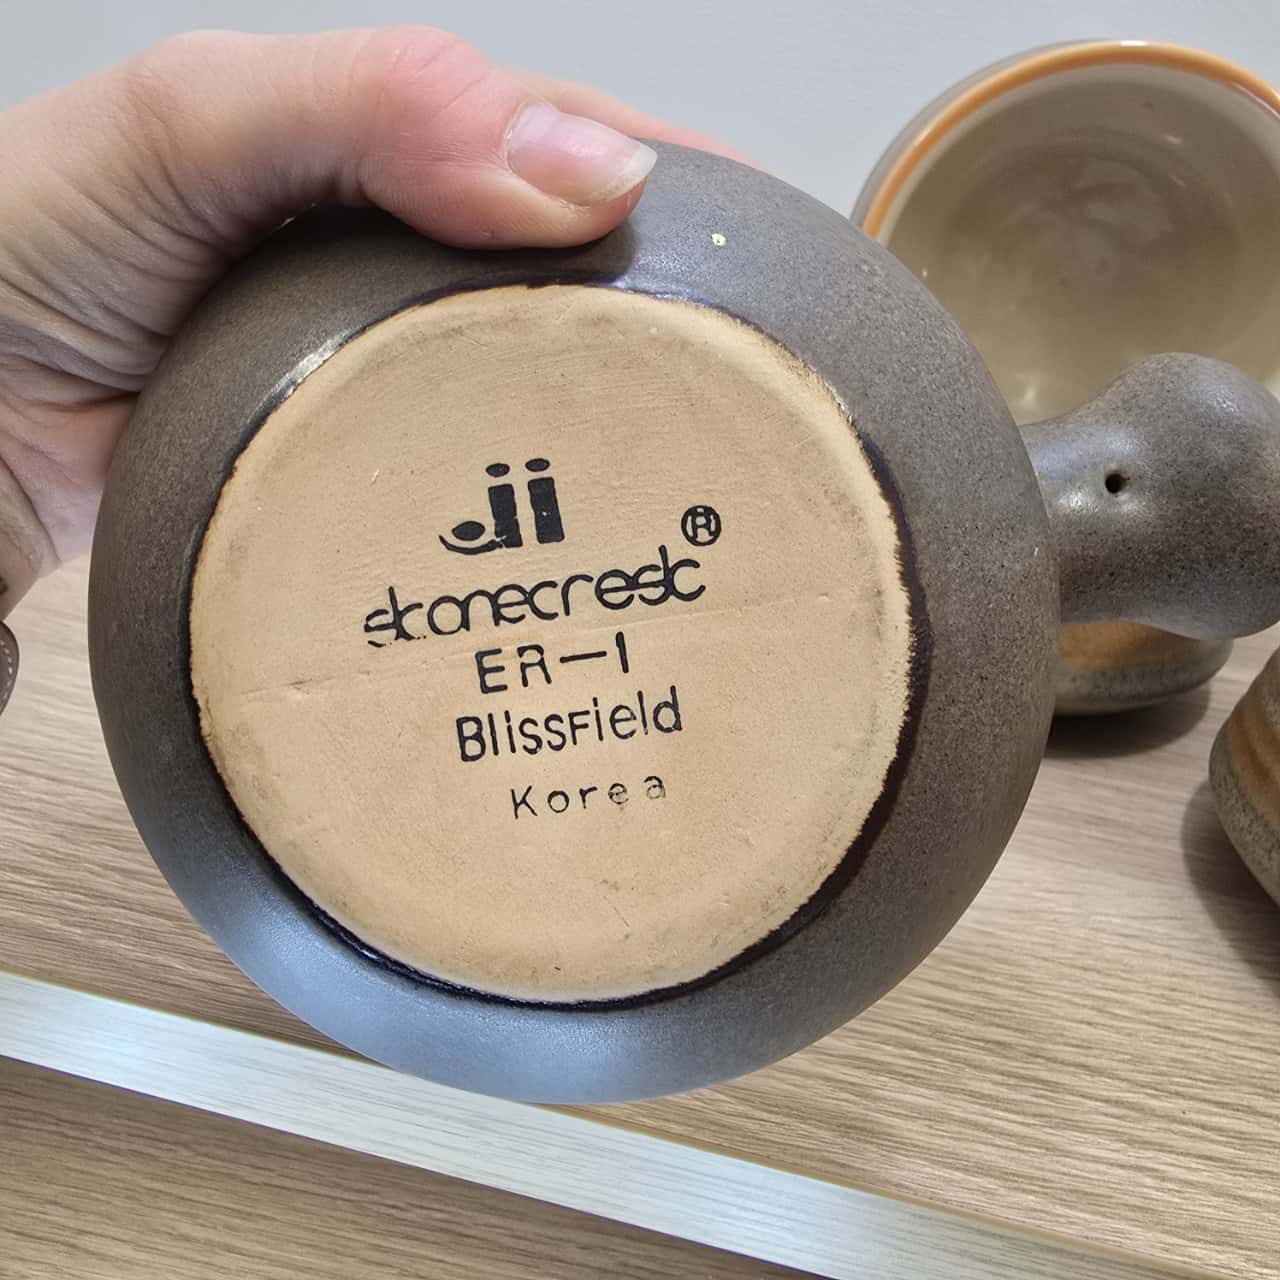 ji
stonecrest®
ER-1
Blissfield
Korea